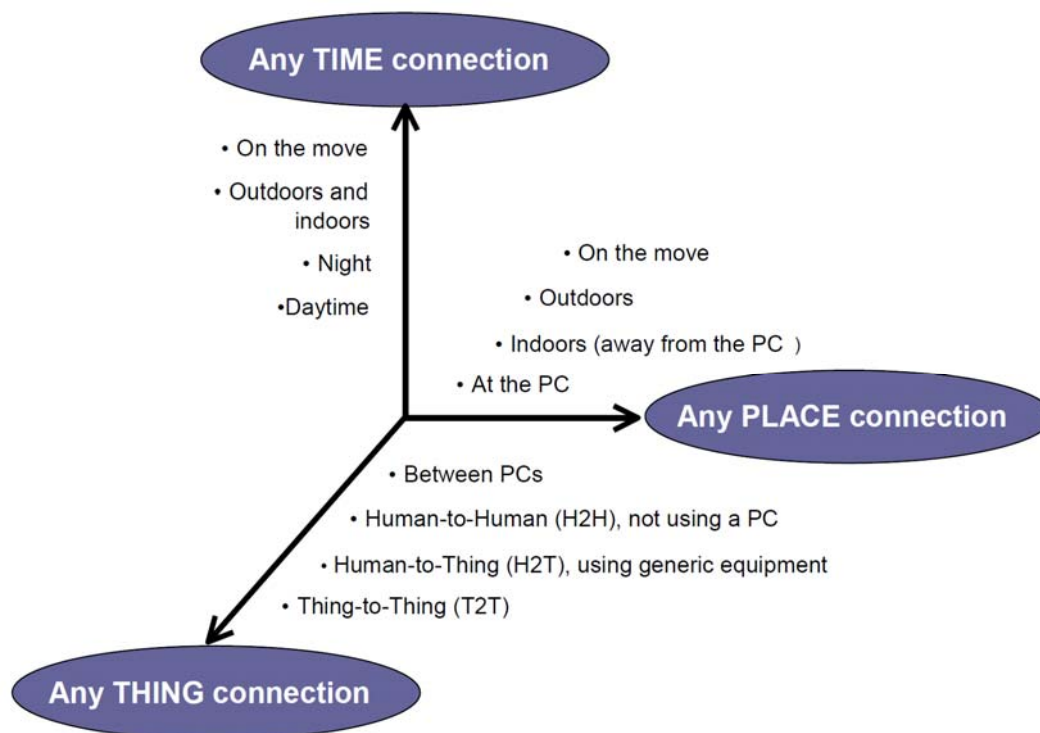 Any TIME connection
• On the move
• Outdoors and
indoors
• Night
•Daytime
• On the move
• Outdoors
• Indoors (away from the PC )
• At the PC
Any PLACE connection
• Between PCs
• Human-to-Human (H2H), not using a PC
• Human-to-Thing (H2T), using generic equipment
• Thing-to-Thing (T2T)
Any THING connection